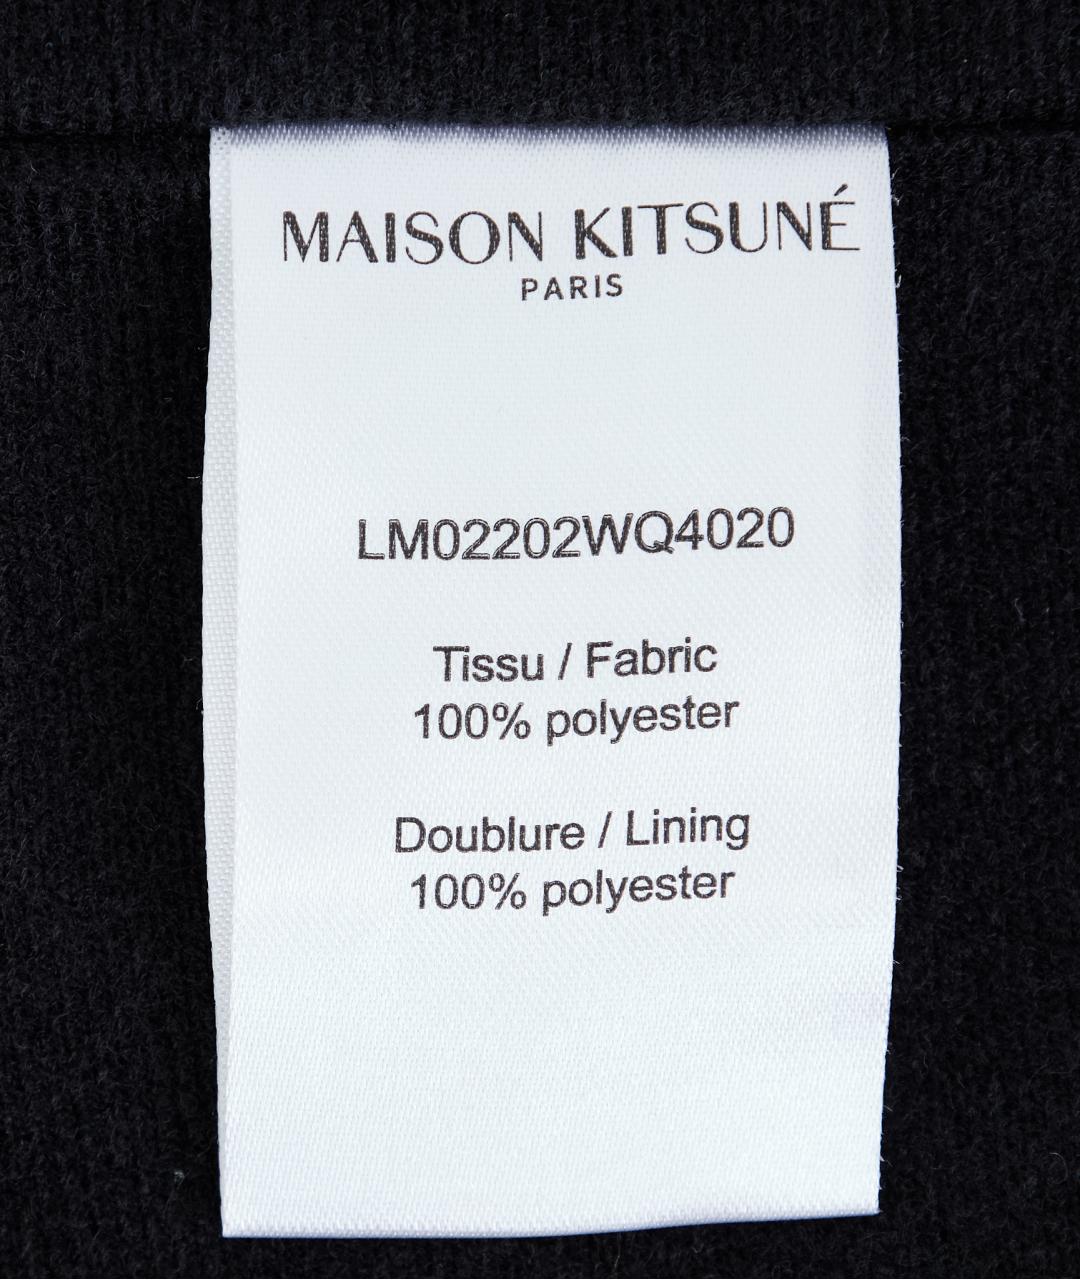 MAISON KITSUNÉ
PARIS
LM02202WQ4020
Tissu / Fabric
100% polyester
Doublure / Lining
100% polyester